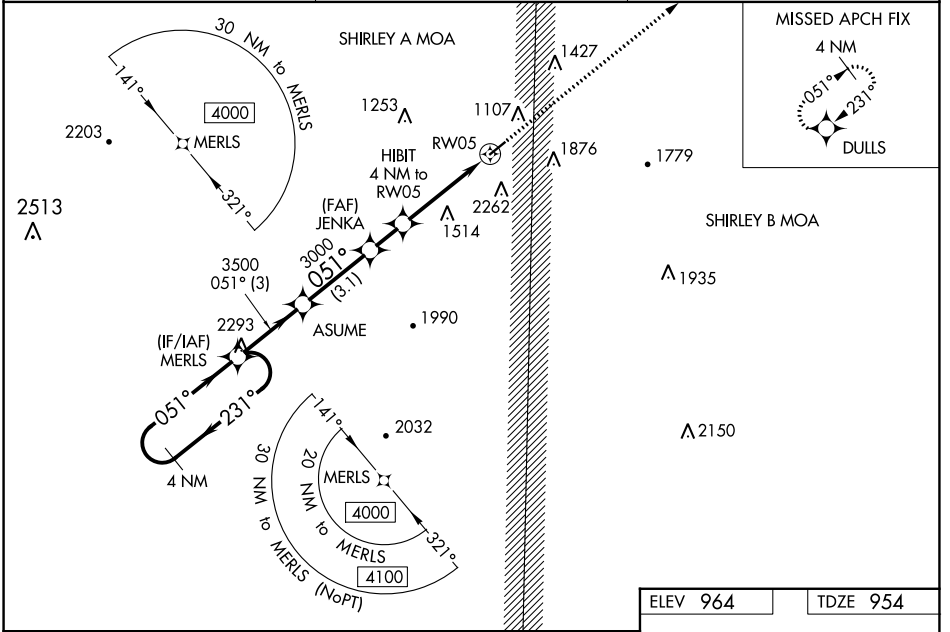 30 NM to MERLS
141°
4000
MERLS
321°
2203
2513
SHIRLEY A MOA
1253
1107
1427
RW05
HIBIT
4 NM to
RW05
1876
1779
2262
1514
(FAF)
JENKA
3000
051°
(3.1)
3500
051° (3)
ASUME
1990
2293
(IF/IAF)
MERLS
051°
231°
4 NM
SHIRLEY B MOA
1935
2150
2032
141°
MERLS
4000
20 NM to MERLS
321°
4100
30 NM to MERLS (NoPT)
MISSED APCH FIX
4 NM
051°
231°
DULLS
ELEV 964
TDZE 954